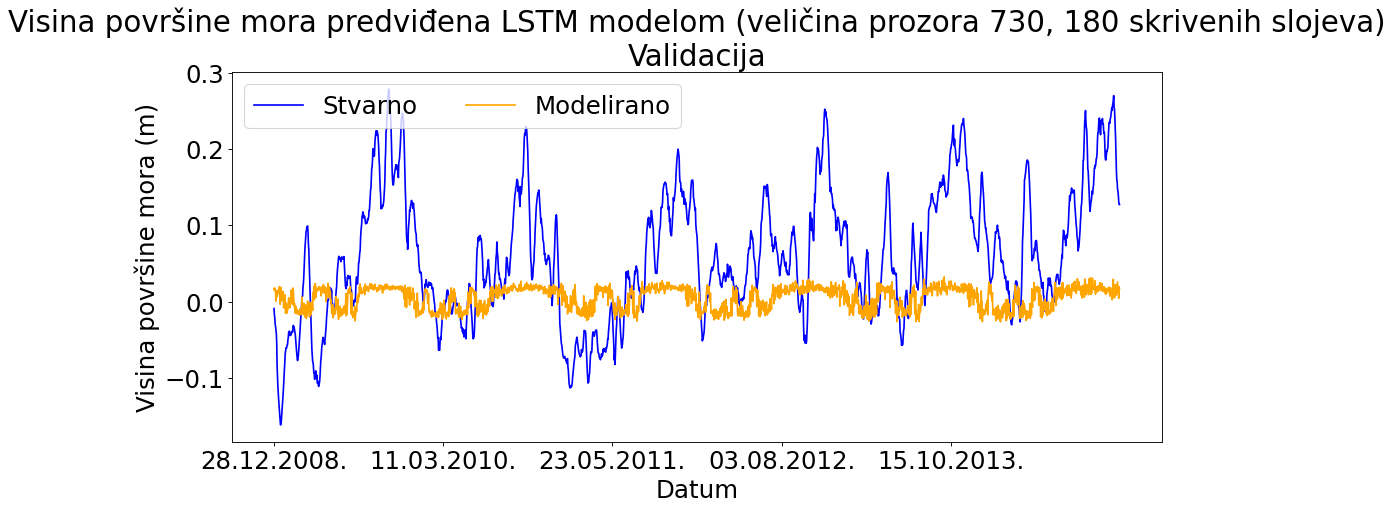 Visina površine mora predviđena LSTM modelom (veličina prozora 730, 180 skrivenih slojeva)
Validacija
Stvarno Modelirano
Visina površine mora (m)
0.3
0.2
0.1
0.0
−0.1
28.12.2008. 11.03.2010. 23.05.2011. 03.08.2012. 15.10.2013.
Datum